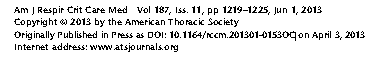 Am J Respir Crit Care Med Vol 187, Iss. 11, pp 1219–1225, Jun 1, 2013
Copyright © 2013 by the American Thoracic Society
Originally Published in Press as DOI: 10.1164/rccm.201301-0153OC on April 3, 2013
Internet address: www.atsjournals.org